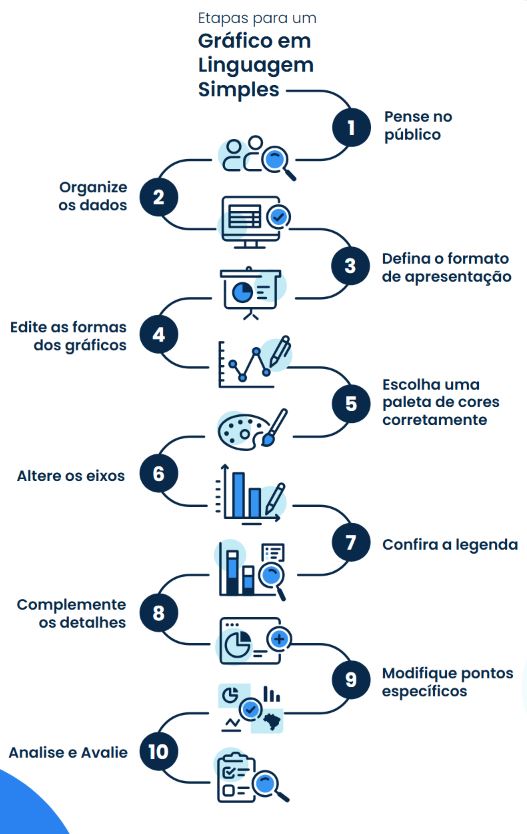 Etapas para um
Gráfico em
Linguagem
Simples
1
Pense no
público
Organize
os dados
2
3
Defina o formato
de apresentação
Edite as formas
dos gráficos
4
5
Escolha uma
paleta de cores
corretamente
Altere os eixos
6
7
Confira a legenda
Complemente
os detalhes
8
9
Modifique pontos
específicos
Analise e Avalie
10